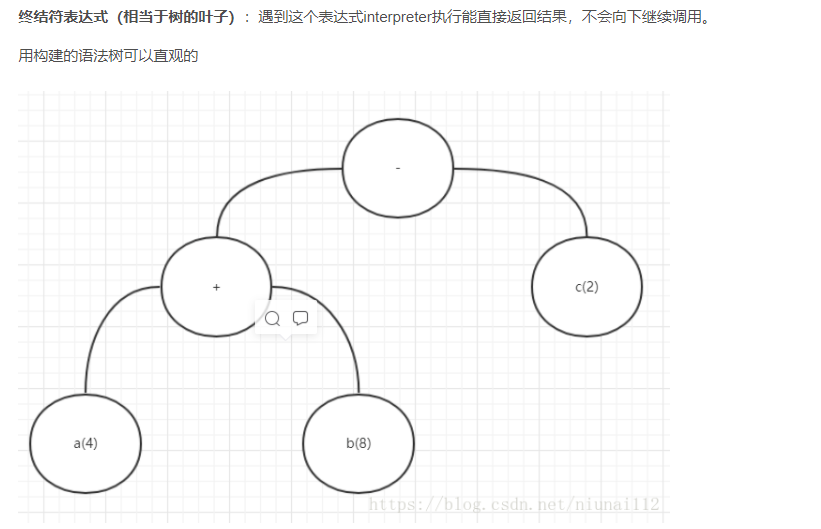 终结符表达式（相当于树的叶子）：遇到这个表达式interpreter执行能直接返回结果，不会向下继续调用。
用构建的语法树可以直观的
-
+
c(2)
a(4)
b(8)
https://blog.csdn.net/niunai112